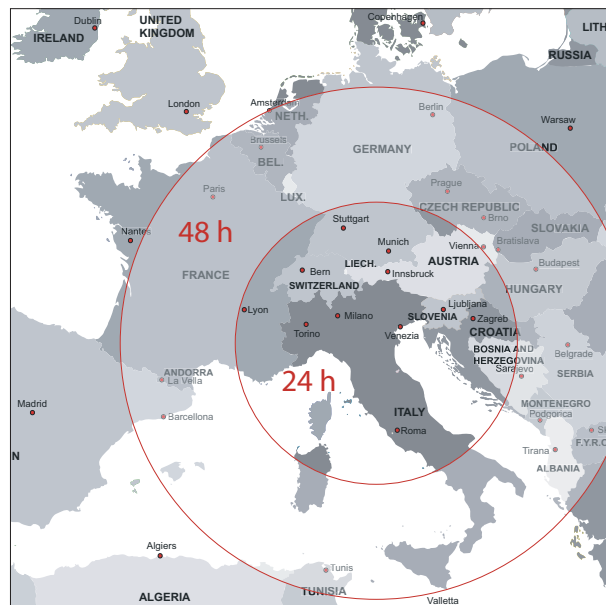 Dublin
IRELAND
UNITED
KINGDOM
Copenhagen
LITH
RUSSIA
London
Amsterdam
NETH.
Berlin
Warsaw
Brussels
BEL.
GERMANY
POLAND
Paris
LUX.
Prague
CZECH REPUBLIC
Brno
Nantes
48 h
Stuttgart
SLOVAKIA
Munich
Vienna
Bratislava
FRANCE
Bern
LIECH.
Innsbruck
AUSTRIA
Budapest
SWITZERLAND
HUNGARY
Lyon
Milano
SLOVENIA
Ljubljana
Zagreb
Torino
Venezia
CROATIA
BOSNIA AND
HERZEGOVINA
Belgrade
Sarajevo
SERBIA
ANDORRA
La Vella
24 h
Madrid
Barcellona
ITALY
Roma
MONTENEGRO
Podgorica
Sk
F.Y.R.O
N
Tirana
ALBANIA
Algiers
Tunis
ALGERIA
TUNISIA
Valletta